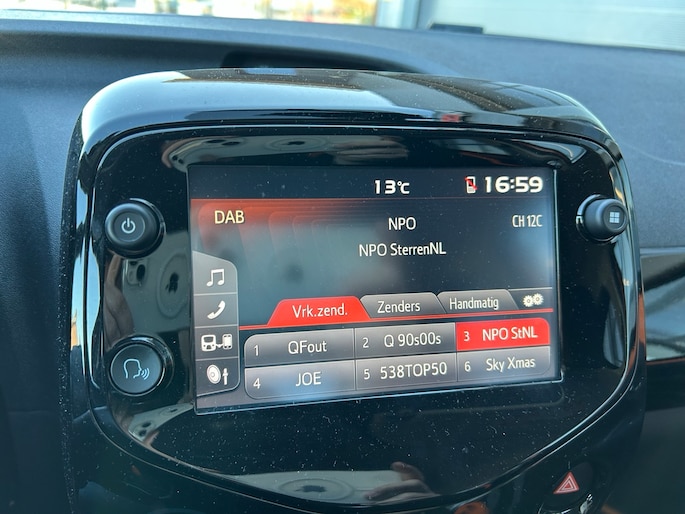 13°C 16:59
DAB NPO CH 12C
NPO SterrenNL
Vrk.zend. Zenders Handmatig
1 QFout 2 Q 90s00s 3 NPO StNL
4 JOE 5 538TOP50 6 Sky Xmas